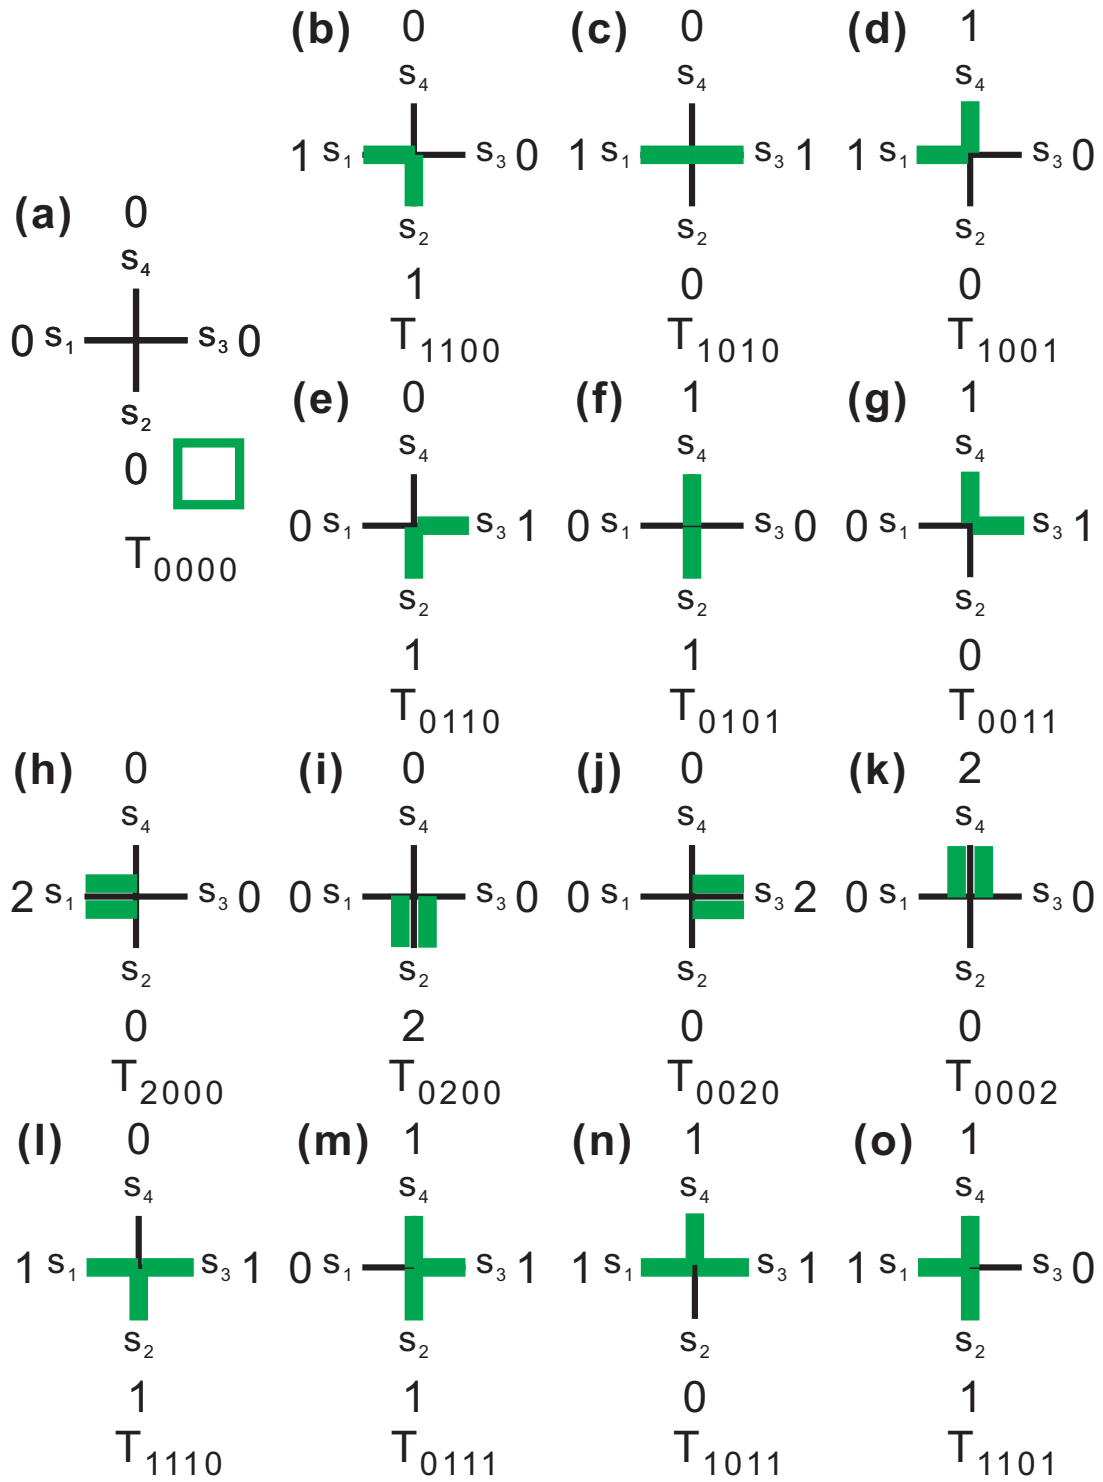 (b) 0 (c) 0 (d) 1
s4 s4 s4
1 s1 s3 0 1 s1 s3 1 1 s1 s3 0
s2 s2 s2
1 0 0
T1100 T1010 T1001
(a) 0
s4
0 s1 s3 0
s2
0
T0000
(e) 0 (f) 1 (g) 1
s4 s4 s4
0 s1 s3 1 0 s1 s3 0 0 s1 s3 1
s2 s2 s2
1 1 0
T0110 T0101 T0011
(h) 0 (i) 0 (j) 0 (k) 2
s4 s4 s4 s4
2 s1 s3 0 0 s1 s3 0 0 s1 s3 2 0 s1 s3 0
s2 s2 s2 s2
0 2 0 0
T2000 T0200 T0020 T0002
(l) 0 (m) 1 (n) 1 (o) 1
s4 s4 s4 s4
1 s1 s3 1 0 s1 s3 1 1 s1 s3 1 1 s1 s3 0
s2 s2 s2 s2
1 1 0 1
T1110 T0111 T1011 T1101